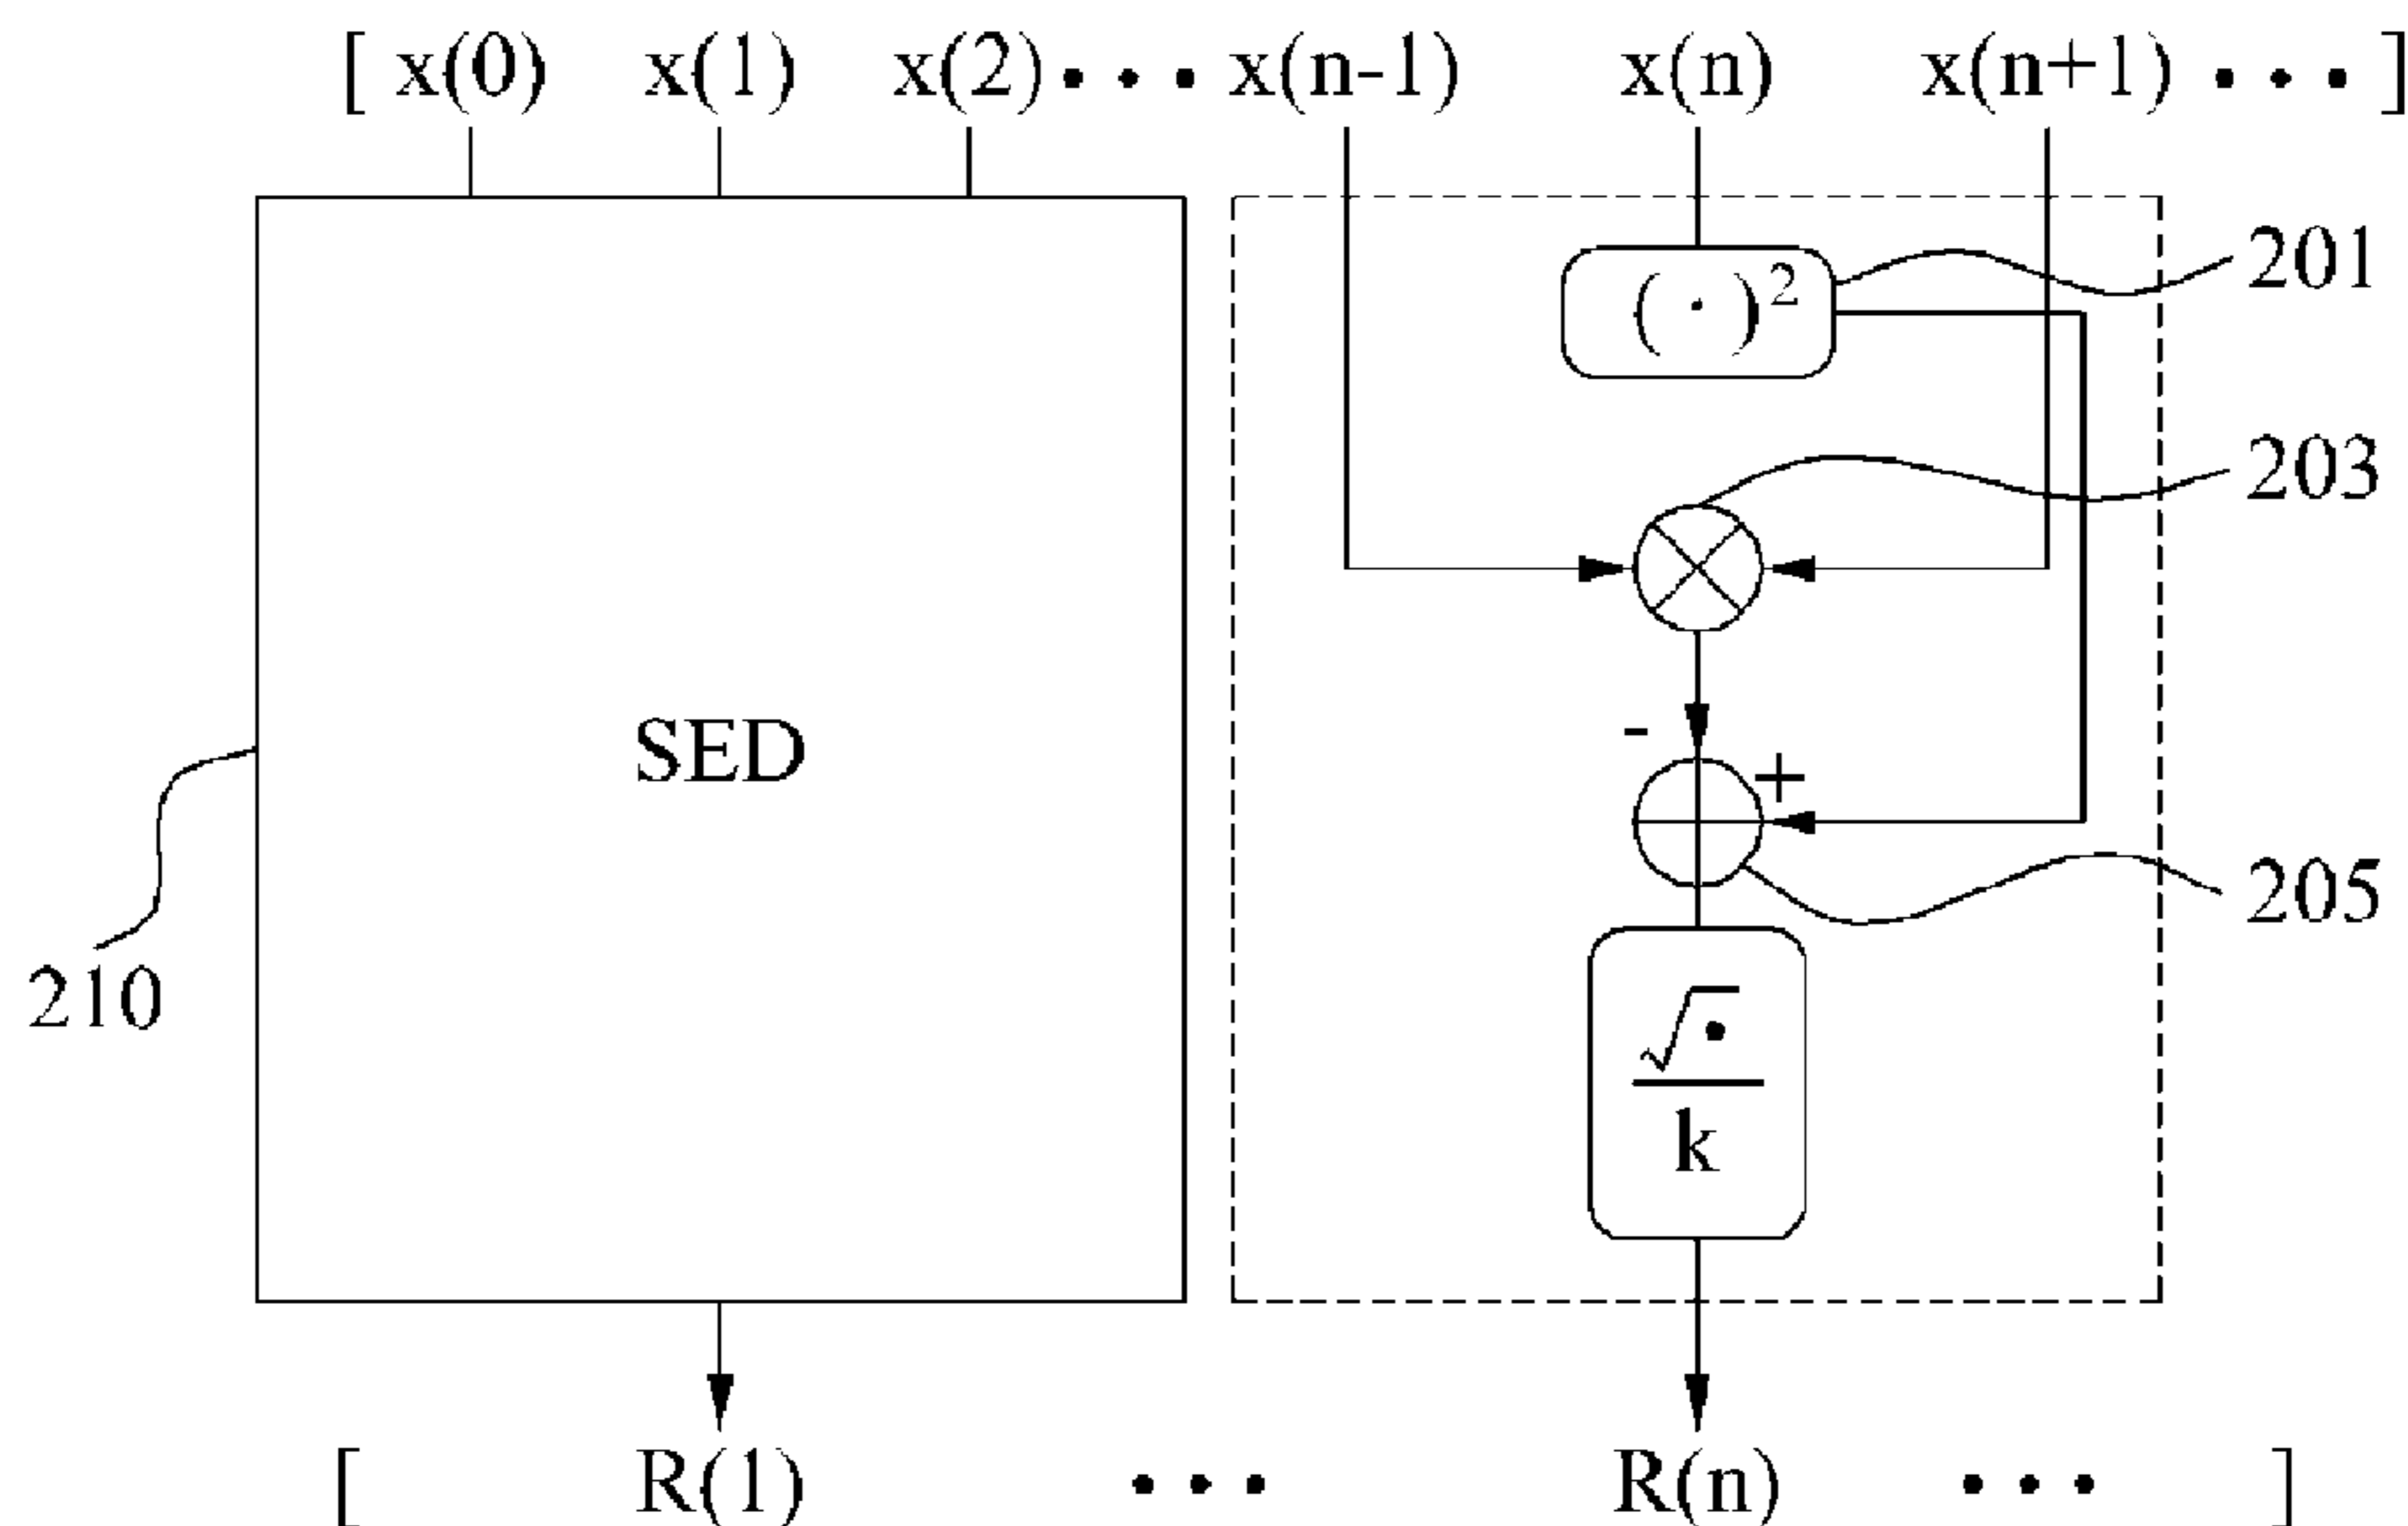 [ x(0) x(1) x(2) • • • x(n-1) x(n) x(n+1) • • • ]
201
( · )²
203
-
SED
+
205
210
√•
k
[ R(1) • • • R(n) • • • ]